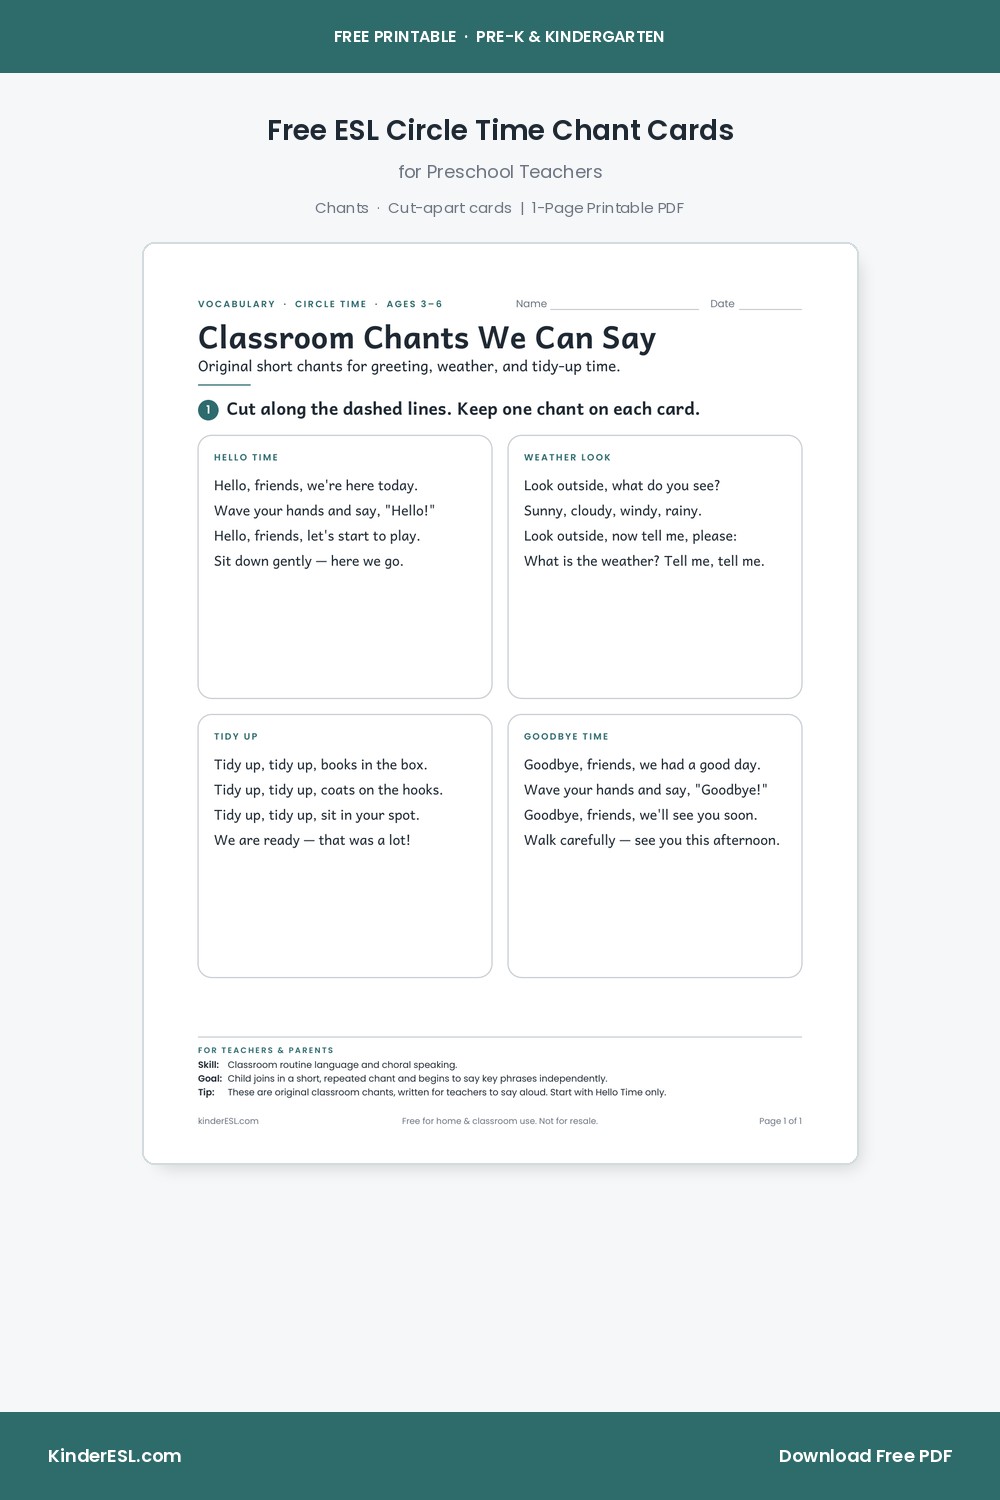 FREE PRINTABLE · PRE-K & KINDERGARTEN
Free ESL Circle Time Chant Cards
for Preschool Teachers
Chants · Cut-apart cards | 1-Page Printable PDF
VOCABULARY · CIRCLE TIME · AGES 3–6
Name
Date
Classroom Chants We Can Say
Original short chants for greeting, weather, and tidy-up time.
1 Cut along the dashed lines. Keep one chant on each card.
HELLO TIME
Hello, friends, we're here today.
Wave your hands and say, "Hello!"
Hello, friends, let's start to play.
Sit down gently — here we go.
WEATHER LOOK
Look outside, what do you see?
Sunny, cloudy, windy, rainy.
Look outside, now tell me, please:
What is the weather? Tell me, tell me.
TIDY UP
Tidy up, tidy up, books in the box.
Tidy up, tidy up, coats on the hooks.
Tidy up, tidy up, sit in your spot.
We are ready — that was a lot!
GOODBYE TIME
Goodbye, friends, we had a good day.
Wave your hands and say, "Goodbye!"
Goodbye, friends, we'll see you soon.
Walk carefully — see you this afternoon.
FOR TEACHERS & PARENTS
Skill: Classroom routine language and choral speaking.
Goal: Child joins in a short, repeated chant and begins to say key phrases independently.
Tip: These are original classroom chants, written for teachers to say aloud. Start with Hello Time only.
kinderESL.com
Free for home & classroom use. Not for resale.
Page 1 of 1
KinderESL.com
Download Free PDF